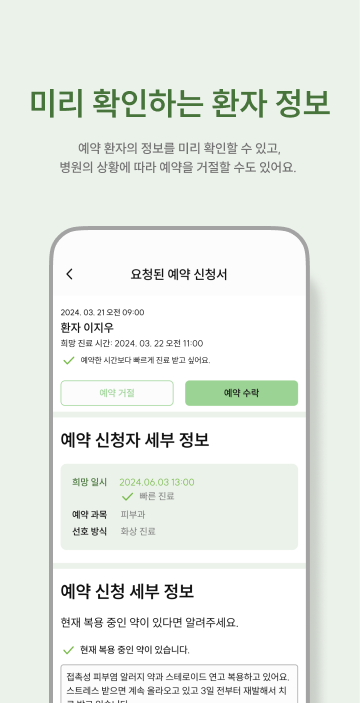 미리 확인하는 환자 정보
예약 환자의 정보를 미리 확인할 수 있고,
병원의 상황에 따라 예약을 거절할 수도 있어요.
요청된 예약 신청서
2024. 03. 21 오전 09:00
환자 이지우
희망 진료 시간: 2024. 03. 22 오전 11:00
예약한 시간보다 빠르게 진료 받고 싶어요.
예약 거절
예약 수락
예약 신청자 세부 정보
희망 일시 2024.06.03 13:00
빠른 진료
예약 과목 피부과
선호 방식 화상 진료
예약 신청 세부 정보
현재 복용 중인 약이 있다면 알려주세요.
현재 복용 중인 약이 있습니다.
접촉성 피부염 알러지 약과 스테로이드 연고 복용하고 있어요.
스트레스 받으면 계속 올라오고 있고 3일 전부터 재발해서 치